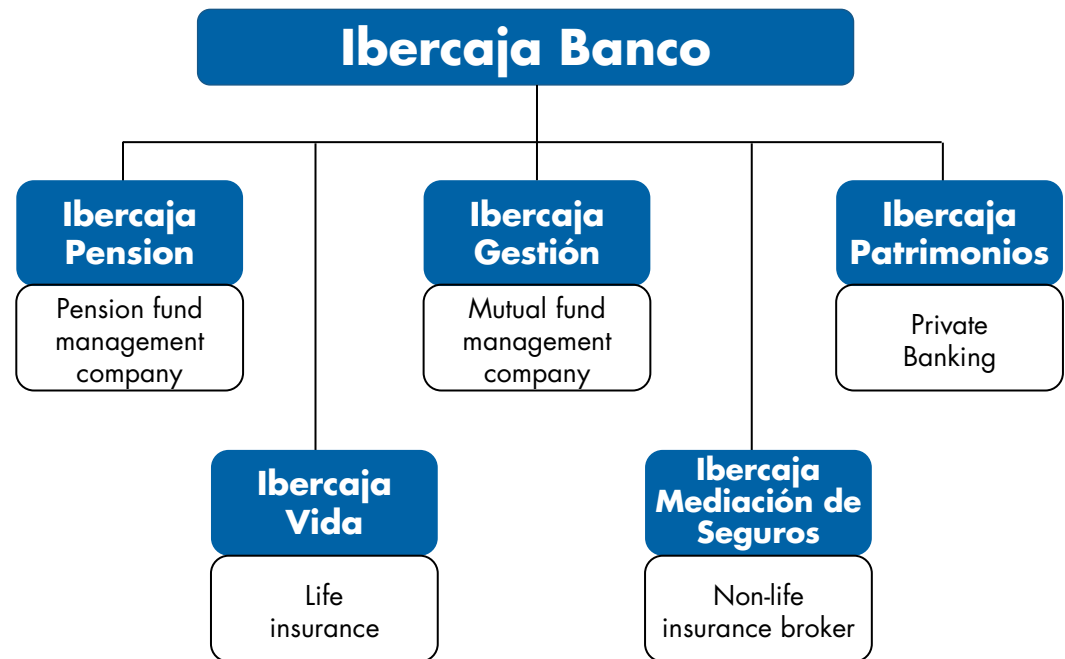 Ibercaja Banco
Ibercaja
Pension
Pension fund
management
company
Ibercaja
Gestión
Mutual fund
management
company
Ibercaja
Patrimonios
Private
Banking
Ibercaja
Vida
Life
insurance
Ibercaja
Mediación de
Seguros
Non-life
insurance broker